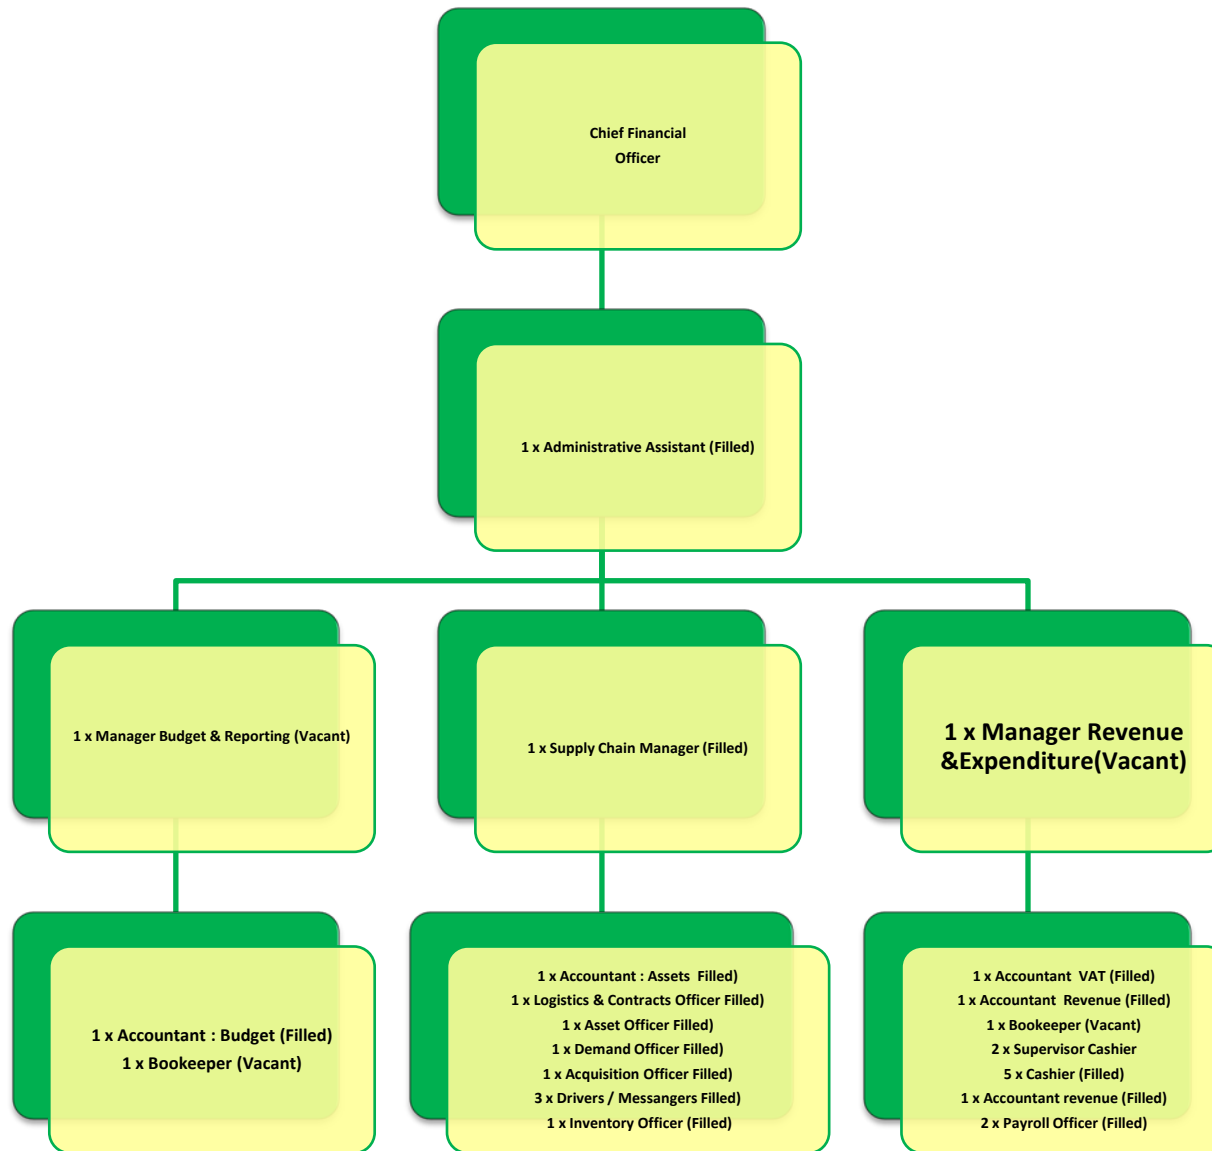 Chief Financial
Officer
1 x Administrative Assistant (Filled)
1 x Manager Budget & Reporting (Vacant)
1 x Supply Chain Manager (Filled)
1 x Manager Revenue
&Expenditure(Vacant)
1 x Accountant : Budget (Filled)
1 x Bookeeper (Vacant)
1 x Accountant : Assets  Filled)
1 x Logistics & Contracts Officer Filled)
1 x Asset Officer Filled)
1 x Demand Officer Filled)
1 x Acquisition Officer Filled)
3 x Drivers / Messangers Filled)
1 x Inventory Officer (Filled)
1 x Accountant  VAT (Filled)
1 x Accountant  Revenue (Filled)
1 x Bookeeper (Vacant)
2 x Supervisor Cashier
5 x Cashier (Filled)
1 x Accountant revenue (Filled)
2 x Payroll Officer (Filled)